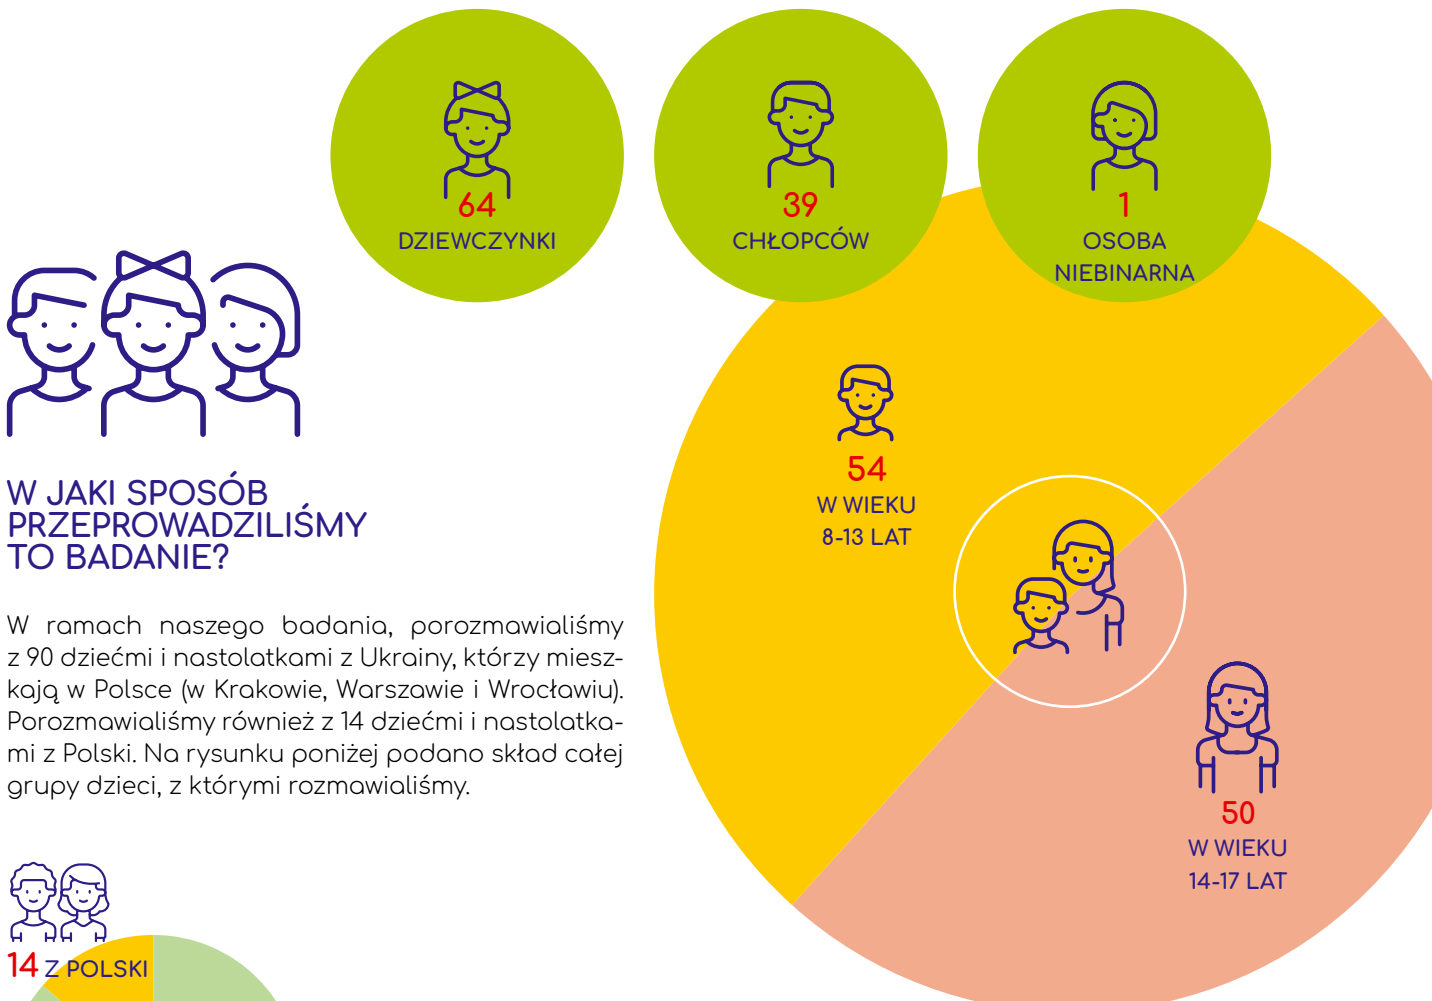 64
DZIEWCZYNKI
39
CHŁOPCÓW
1
OSOBA
NIEBINARNA
W JAKI SPOSÓB
PRZEPROWADZILIŚMY
TO BADANIE?
W ramach naszego badania, porozmawialiśmy
z 90 dziećmi i nastolatkami z Ukrainy, którzy miesz-
kają w Polsce (w Krakowie, Warszawie i Wrocławiu).
Porozmawialiśmy również z 14 dziećmi i nastolatka-
mi z Polski. Na rysunku poniżej podano skład całej
grupy dzieci, z którymi rozmawialiśmy.
14 Z POLSKI
54
W WIEKU
8-13 LAT
50
W WIEKU
14-17 LAT